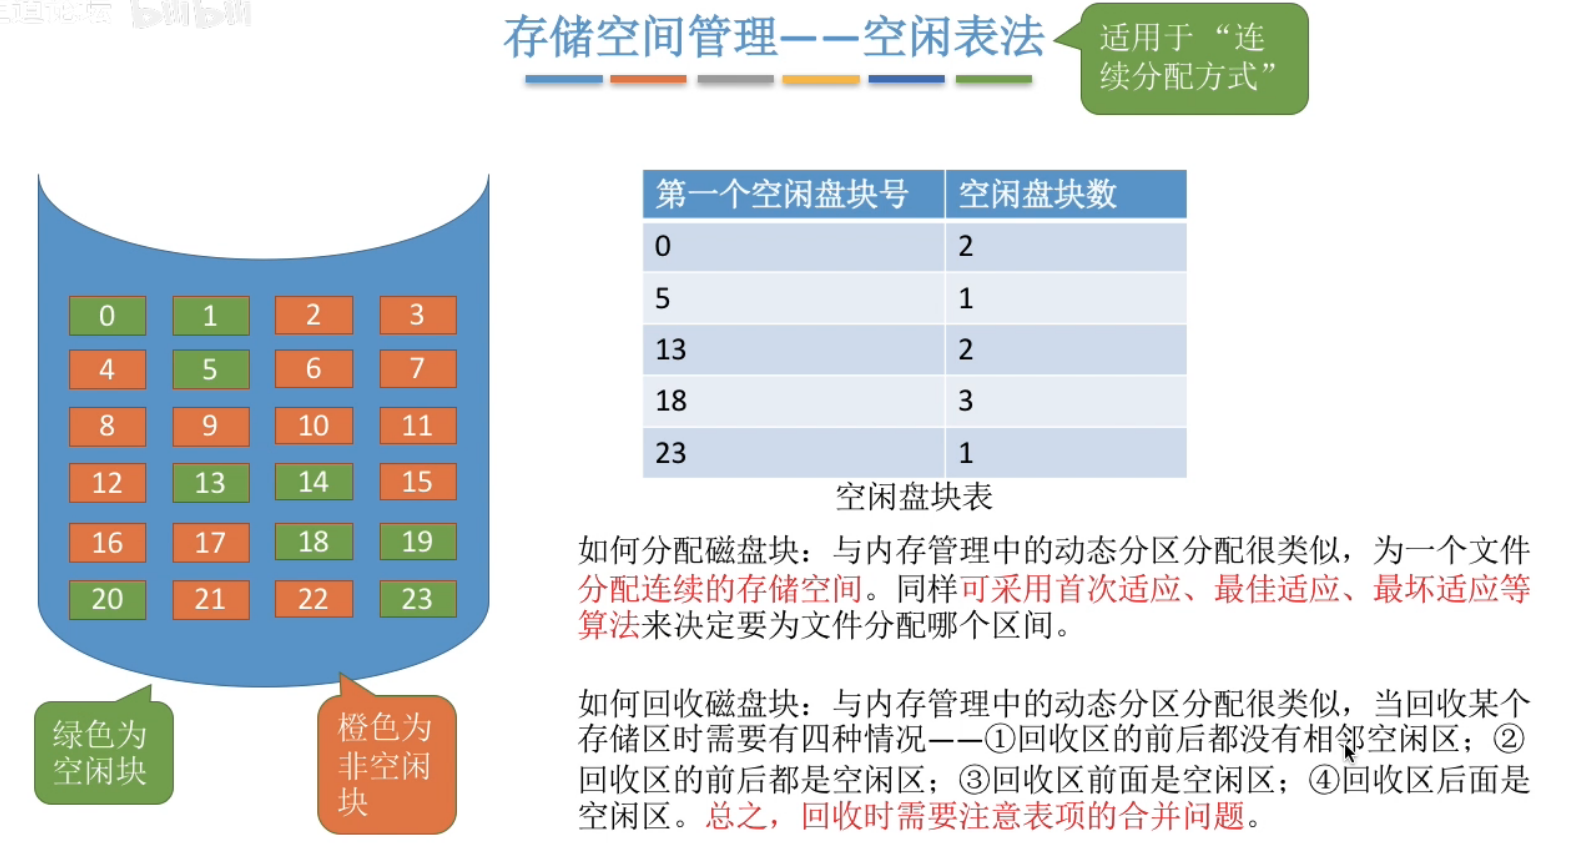 存储空间管理——空闲表法
适用于 “连
续分配方式”
第一个空闲盘块号 空闲盘块数
0 2
5 1
13 2
18 3
23 1
空闲盘块表
0 1 2 3
4 5 6 7
8 9 10 11
12 13 14 15
16 17 18 19
20 21 22 23
绿色为
空闲块
橙色为
非空闲
块
如何分配磁盘块：与内存管理中的动态分区分配很类似，为一个文件
分配连续的存储空间。同样可采用首次适应、最佳适应、最坏适应等
算法来决定要为文件分配哪个区间。
如何回收磁盘块：与内存管理中的动态分区分配很类似，当回收某个
存储区时需要有四种情况——①回收区的前后都没有相邻空闲区；②
回收区的前后都是空闲区；③回收区前面是空闲区；④回收区后面是
空闲区。总之，回收时需要注意表项的合并问题。